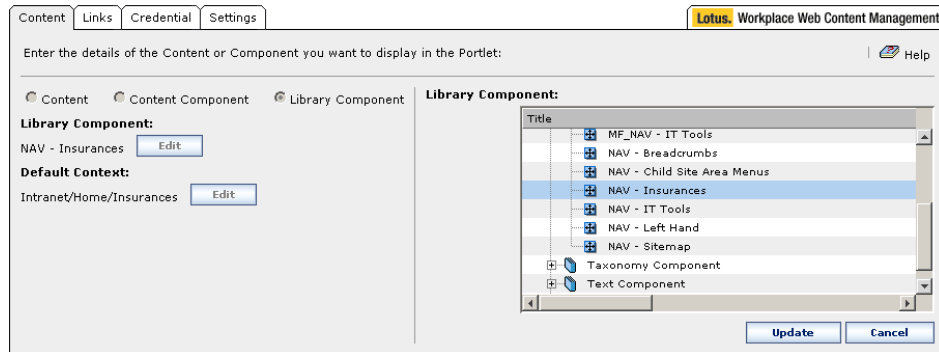 Content Links Credential Settings
Lotus. Workplace Web Content Management
Enter the details of the Content or Component you want to display in the Portlet:
Help
Content Content Component Library Component
Library Component:
NAV - Insurances Edit
Default Context:
Intranet/Home/Insurances Edit
Library Component:
Title
MF_NAV - IT Tools
NAV - Breadcrumbs
NAV - Child Site Area Menus
NAV - Insurances
NAV - IT Tools
NAV - Left Hand
NAV - Sitemap
Taxonomy Component
Text Component
Update Cancel